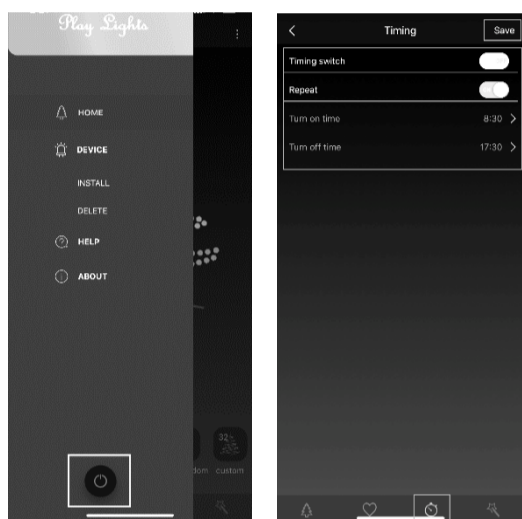 Play Lights
HOME
DEVICE
INSTALL
DELETE
HELP
ABOUT
32
custom
Timing
Save
Timing switch
Repeat
Turn on time
8:30
Turn off time
17:30